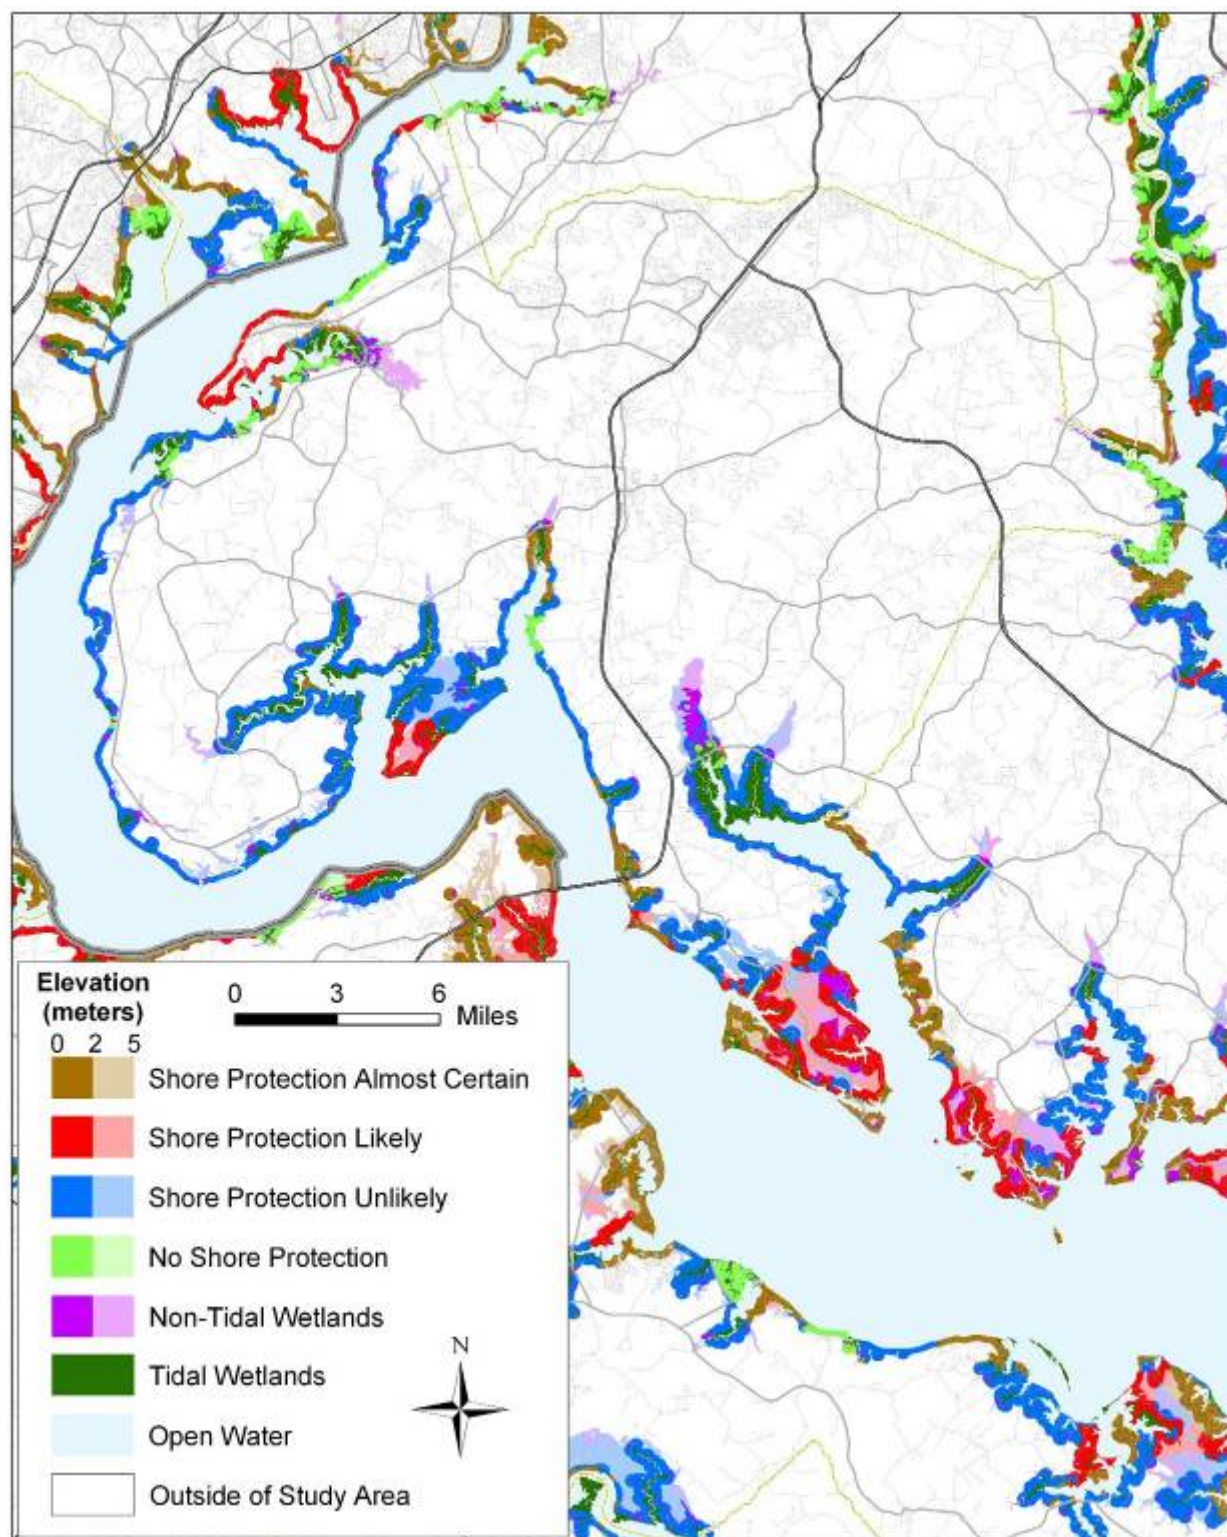 Elevation
(meters)
0 3 6
Miles
0 2 5
Shore Protection Almost Certain
Shore Protection Likely
Shore Protection Unlikely
No Shore Protection
Non-Tidal Wetlands
N
Tidal Wetlands
Open Water
Outside of Study Area